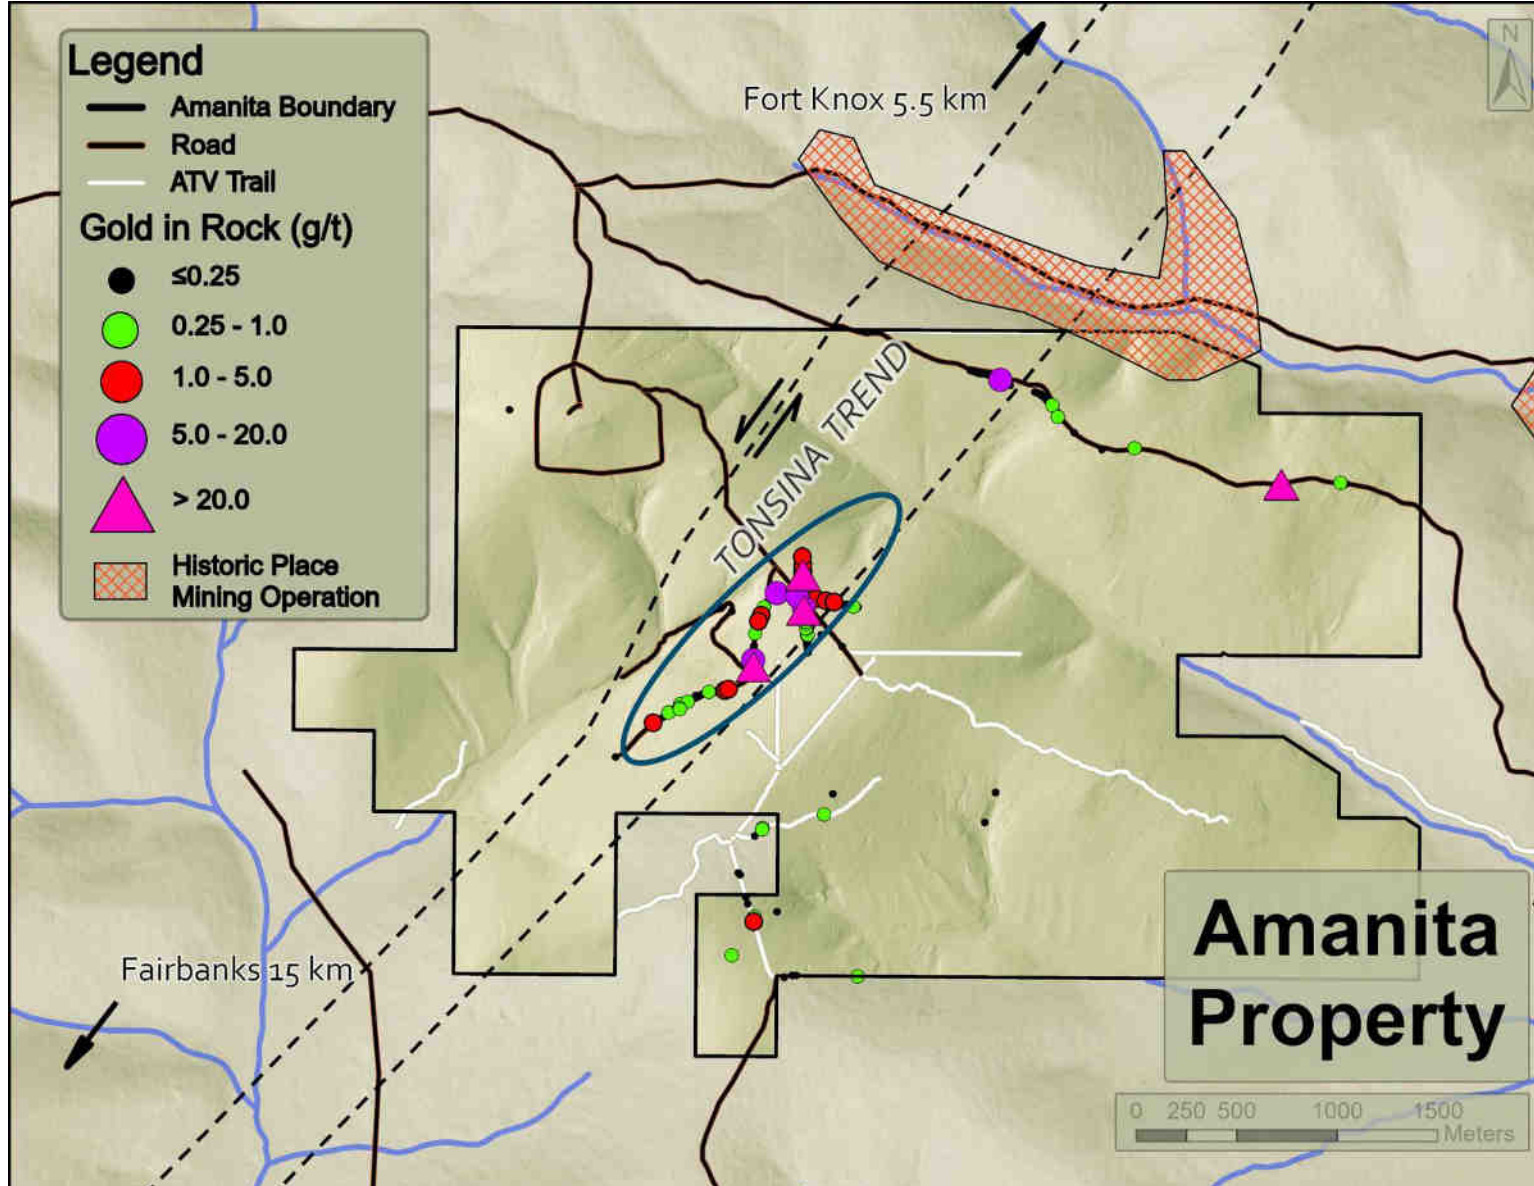 Legend
Amanita Boundary
Road
ATV Trail
Gold in Rock (g/t)
≤0.25
0.25 - 1.0
1.0 - 5.0
5.0 - 20.0
> 20.0
Historic Place
Mining Operation
Fort Knox 5.5 km
N
TONSINA TREND
Fairbanks 15 km
Amanita
Property
0 250 500 1000 1500
Meters